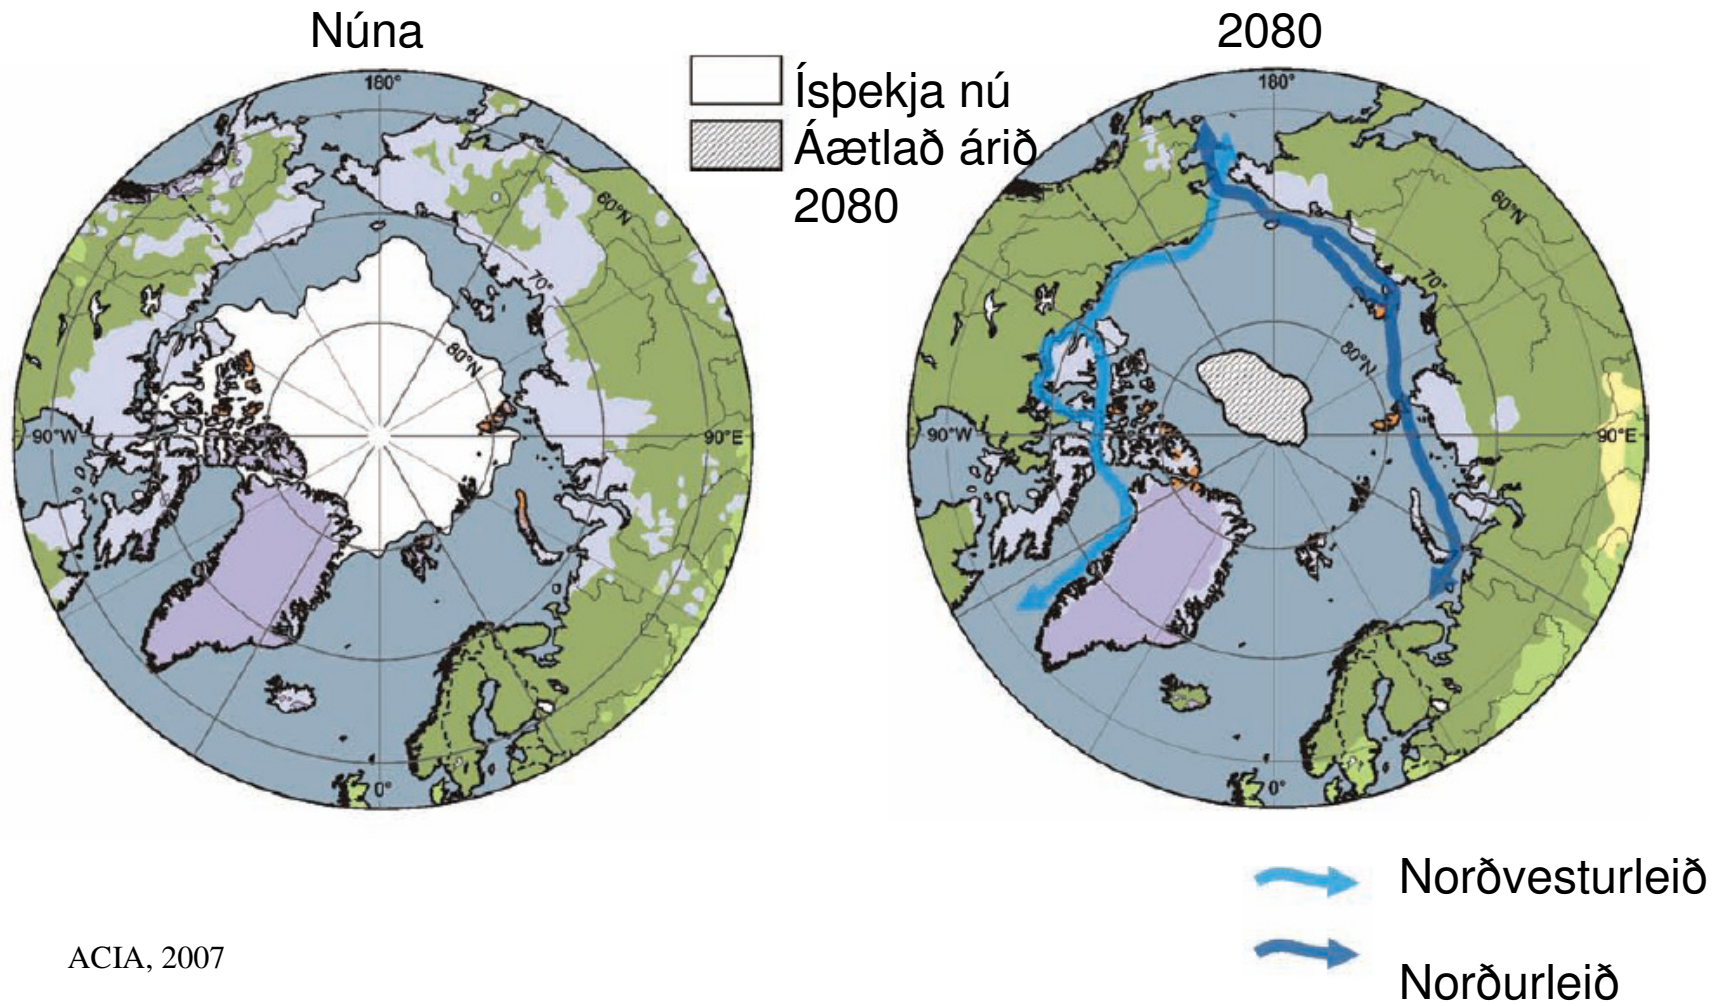 Núna
2080
Ísþekja nú
Áætlað árið
2080
180°
60°N
70°
80°N
90°W
90°E
0°
180°
60°N
70°
80°N
90°W
90°E
0°
Norðvesturleið
Norðurleið
ACIA, 2007